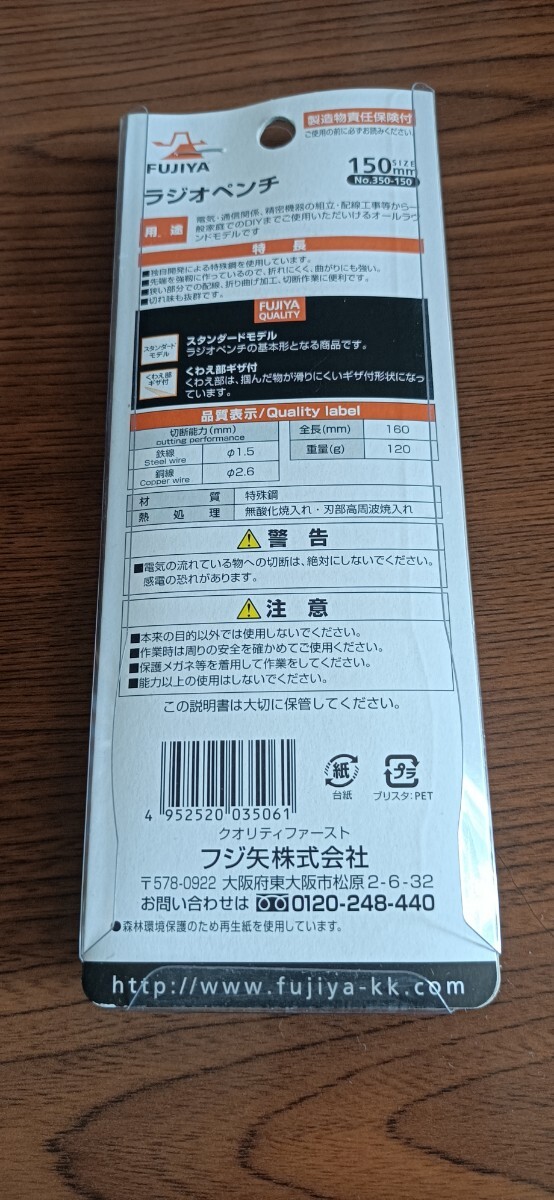 製造物責任保険付
ご使用の前に必ずお読みください。
FUJIYA
150mm SIZE
No.350-150
ラジオペンチ
用途
電気・通信関係、精密機器の組立・配線工事等から一
般家庭でのDIYまでご使用いただけるオールラウ
ンドモデルです
特長
■独自開発による特殊鋼を使用しています。
■先端を強靱に作っているので、折れにくく、曲がりにも強い。
■狭い部分での配線、折り曲げ加工、切断作業に便利です。
■切れ味も抜群です。
FUJIYA
QUALITY
スタンダード
モデル
スタンダードモデル
ラジオペンチの基本形となる商品です。
くわえ部
ギザ付
くわえ部ギザ付
くわえ部は、掴んだ物が滑りにくいギザ付形状になっ
ています。
品質表示/Quality label
切断能力(mm)
cutting performance
鉄線
Steel wire
φ1.5
銅線
Copper wire
φ2.6
全長(mm) 160
重量(g) 120
材質 特殊鋼
熱処理 無酸化焼入れ・刃部高周波焼入れ
警告
■電気の流れている物への切断は、絶対にしないでください。
感電の恐れがあります。
注意
■本来の目的以外では使用しないでください。
■作業時は周りの安全を確かめてご使用ください。
■保護メガネ等を着用して作業をしてください。
■能力以上の使用はしないでください。
この説明書は大切に保管してください。
4 952520 035061
紙
台紙
プラ
ブリスタ:PET
クオリティファースト
フジ矢株式会社
〒578-0922 大阪府東大阪市松原2-6-32
お問い合わせは 0120-248-440
●森林環境保護のため再生紙を使用しています。
http://www.fujiya-kk.com